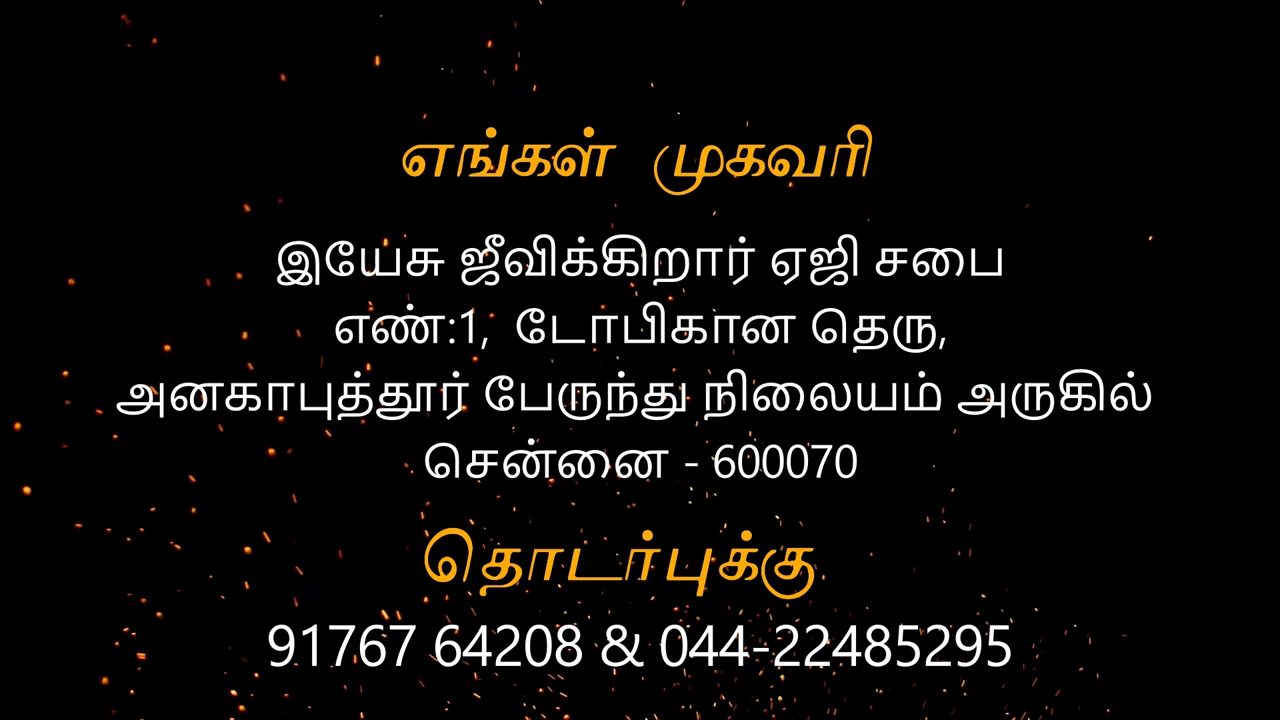 எங்கள் முகவரி
இயேசு ஜீவிக்கிறார் ஏஜி சபை
எண்:1, டோபிகான தெரு,
அனகாபுத்தூர் பேருந்து நிலையம் அருகில்
சென்னை - 600070
தொடர்புக்கு
91767 64208 & 044-22485295